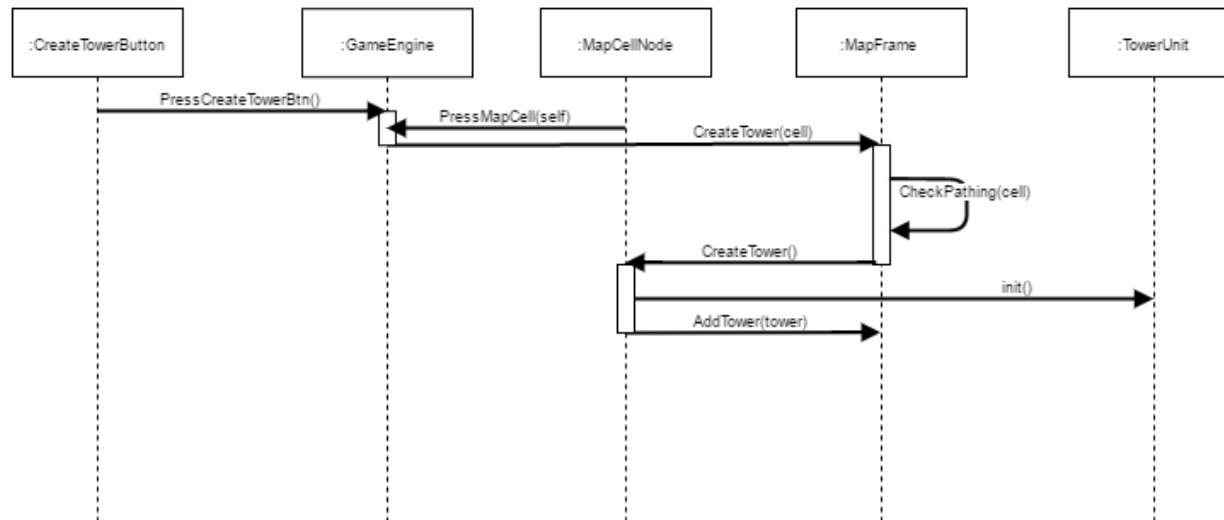 :CreateTowerButton
:GameEngine
:MapCellNode
:MapFrame
:TowerUnit
PressCreateTowerBtn()
PressMapCell(self)
CreateTower(cell)
CheckPathing(cell)
CreateTower()
init()
AddTower(tower)